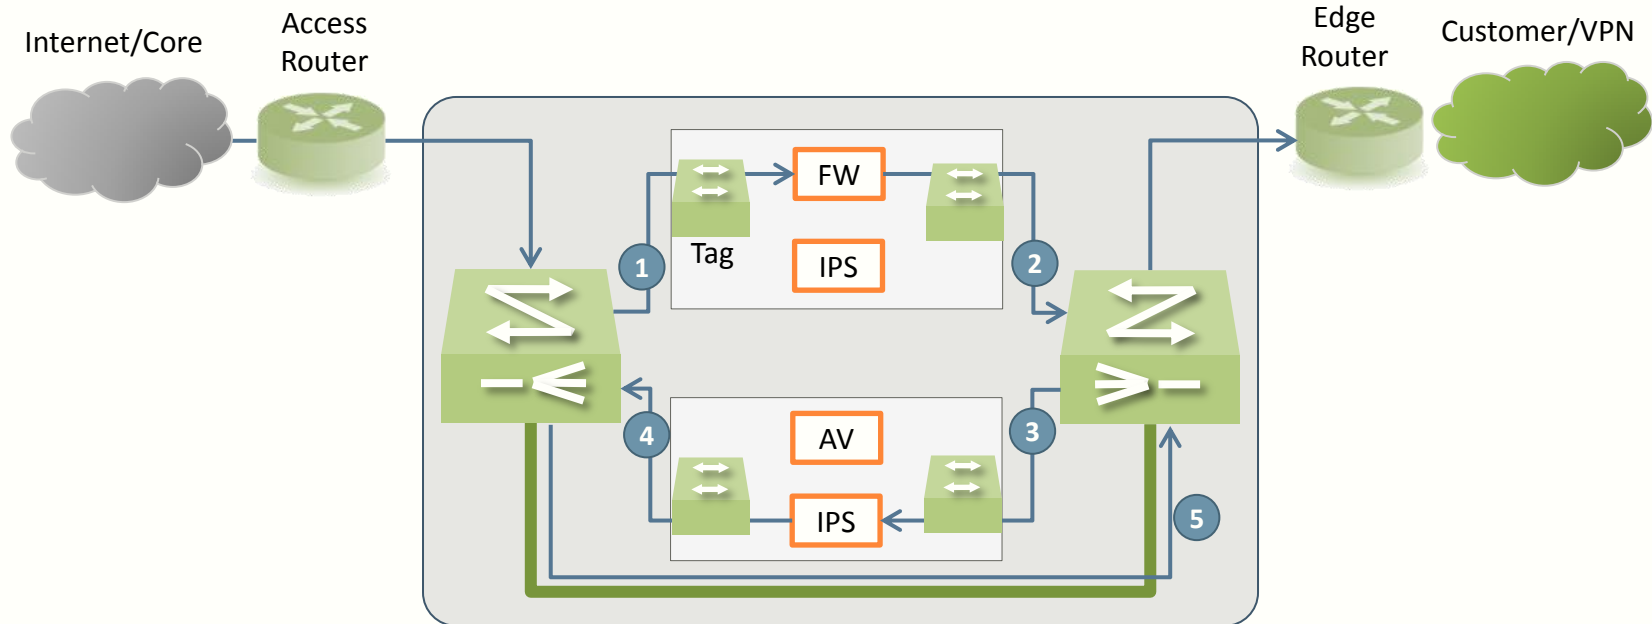 Internet/Core
Access
Router
Edge
Router
Customer/VPN
FW
Tag
IPS
1
2
AV
IPS
4
3
5